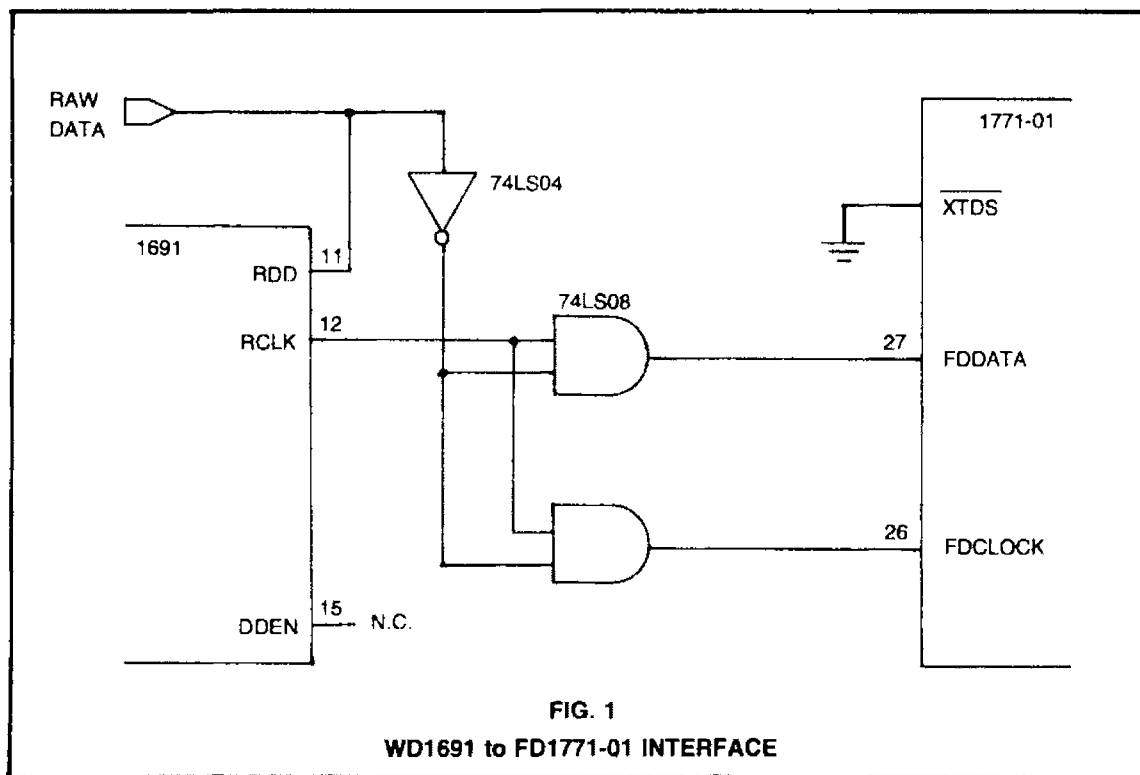 RAW
DATA
1771-01
74LS04
XTDS
1691
11
RDD
74LS08
12
RCLK
27
FDDATA
26
FDCLOCK
15
DDEN
N.C.
FIG. 1
WD1691 to FD1771-01 INTERFACE